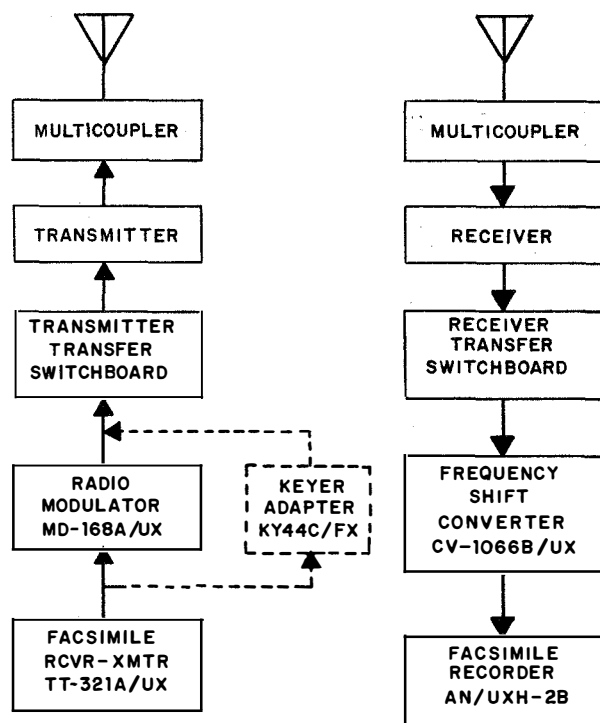 MULTICOUPLER
TRANSMITTER
TRANSMITTER
TRANSFER
SWITCHBOARD
RADIO
MODULATOR
MD-168A/UX
KEYER
ADAPTER
KY44C/FX
FACSIMILE
RCVR-XMTR
TT-321A/UX
MULTICOUPLER
RECEIVER
RECEIVER
TRANSFER
SWITCHBOARD
FREQUENCY
SHIFT
CONVERTER
CV-1066B/UX
FACSIMILE
RECORDER
AN/UXH-2B